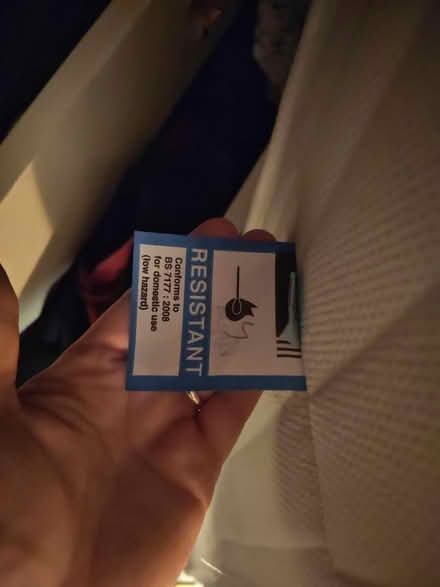 RESISTANT
Conforms to
BS 7177 : 2008
for domestic use
(low hazard)